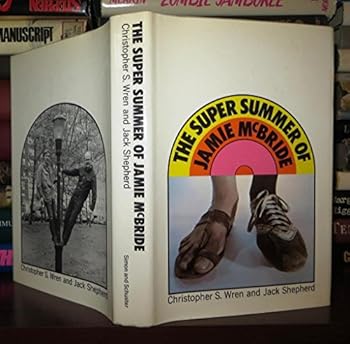 ZOMBIE JAMBOREE
MANUSCRIPT
THE SUPER SUMMER OF JAMIE McBRIDE
Christopher S. Wren and Jack Shepherd
Simon and Schuster
THE SUPER SUMMER OF
JAMIE McBRIDE
Christopher S. Wren and Jack Shepherd